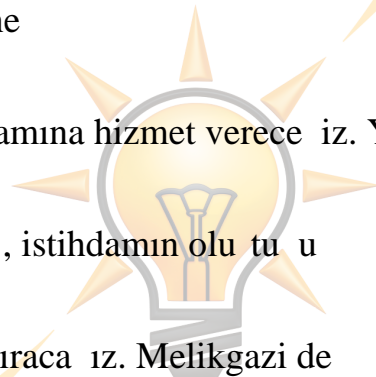 ne
amına hizmet verece iz. Y
, istihdamın olu tu u
ıraca ız. Melikgazi de